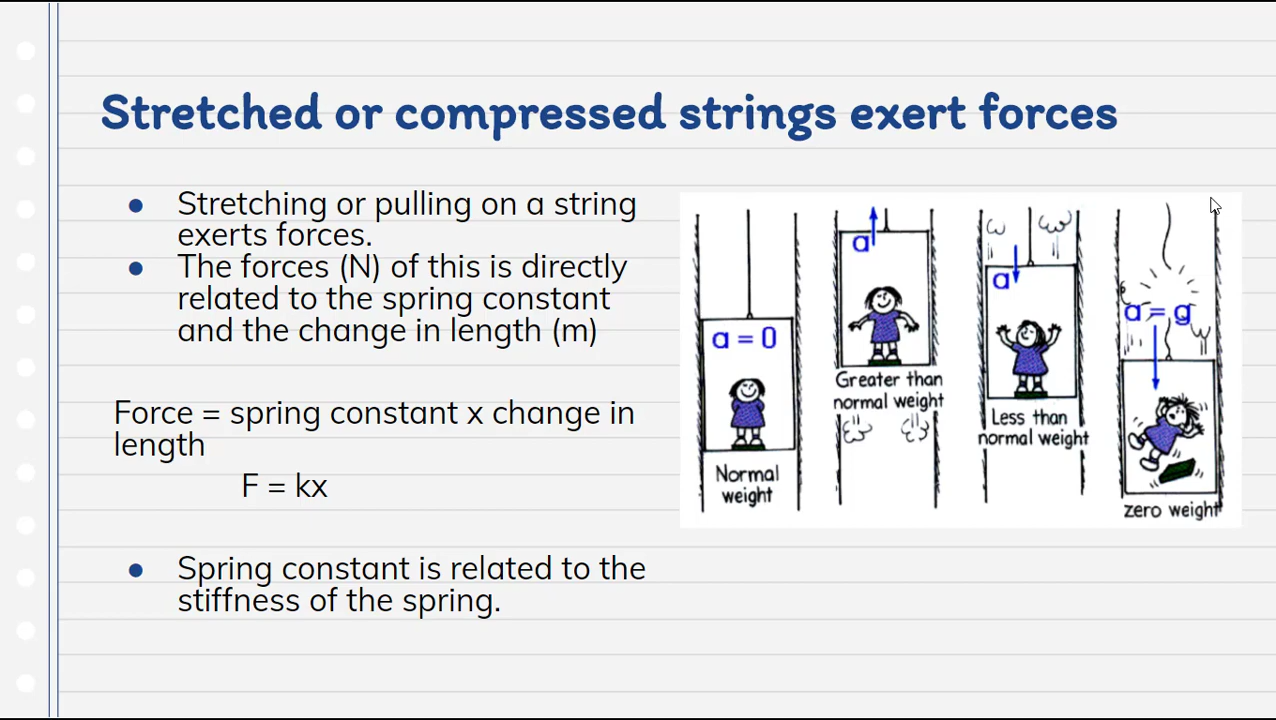 Stretched or compressed strings exert forces
● Stretching or pulling on a string
exerts forces.
● The forces (N) of this is directly
related to the spring constant
and the change in length (m)
Force = spring constant x change in
length
F = kx
● Spring constant is related to the
stiffness of the spring.
a = 0
Normal
weight
a
Greater than
normal weight
a
Less than
normal weight
a = g
zero weight